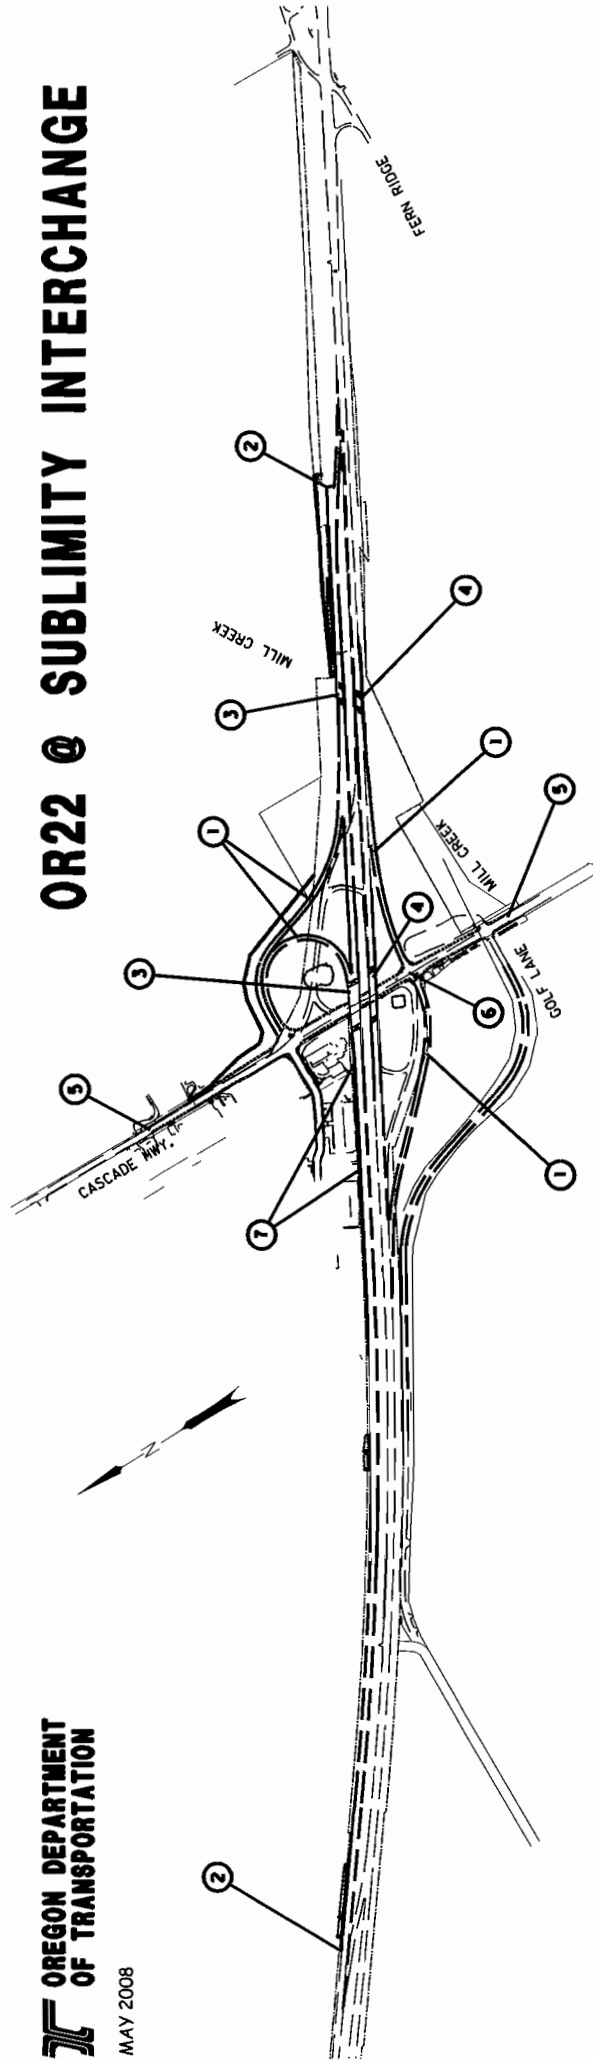 OREGON DEPARTMENT
OF TRANSPORTATION
MAY 2008
OR22 @ SUBLIMITY INTERCHANGE
2
N
5
CASCADE HWY.
7
3
1
3
MILL CREEK
2
1
6
4
GOLF LANE
MILL CREEK
5
1
4
FERN RIDGE